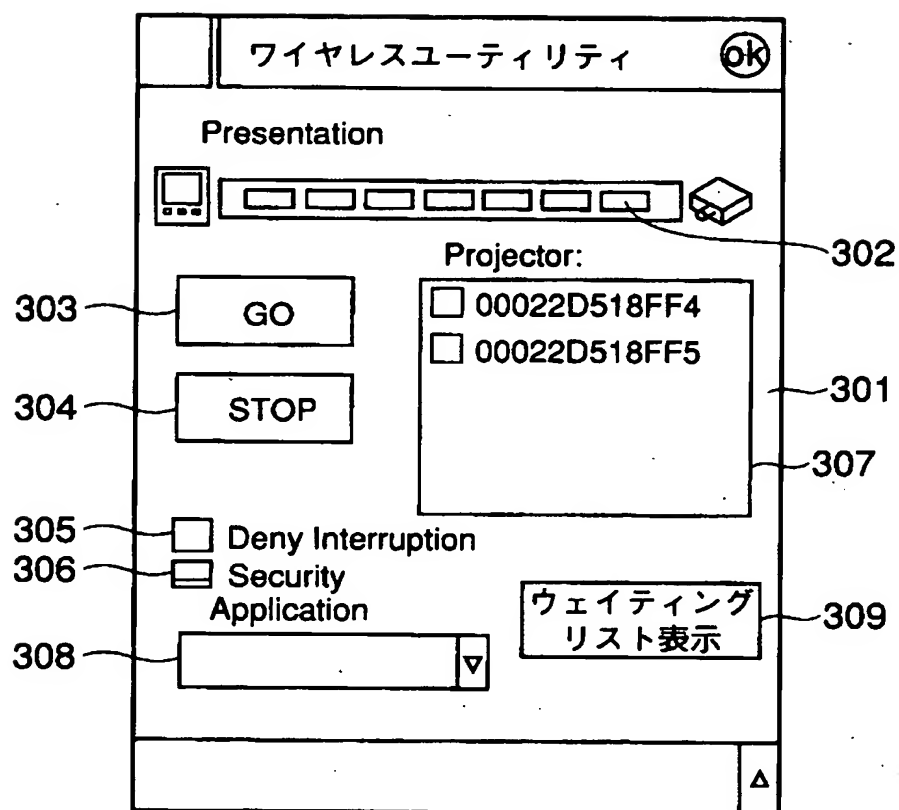 ワイヤレスユーティリティ ok
Presentation
302
Projector:
303
GO
00022D518FF4
00022D518FF5
301
304
STOP
307
305
Deny Interruption
306
Security
Application
ウェイティング
リスト表示
309
308